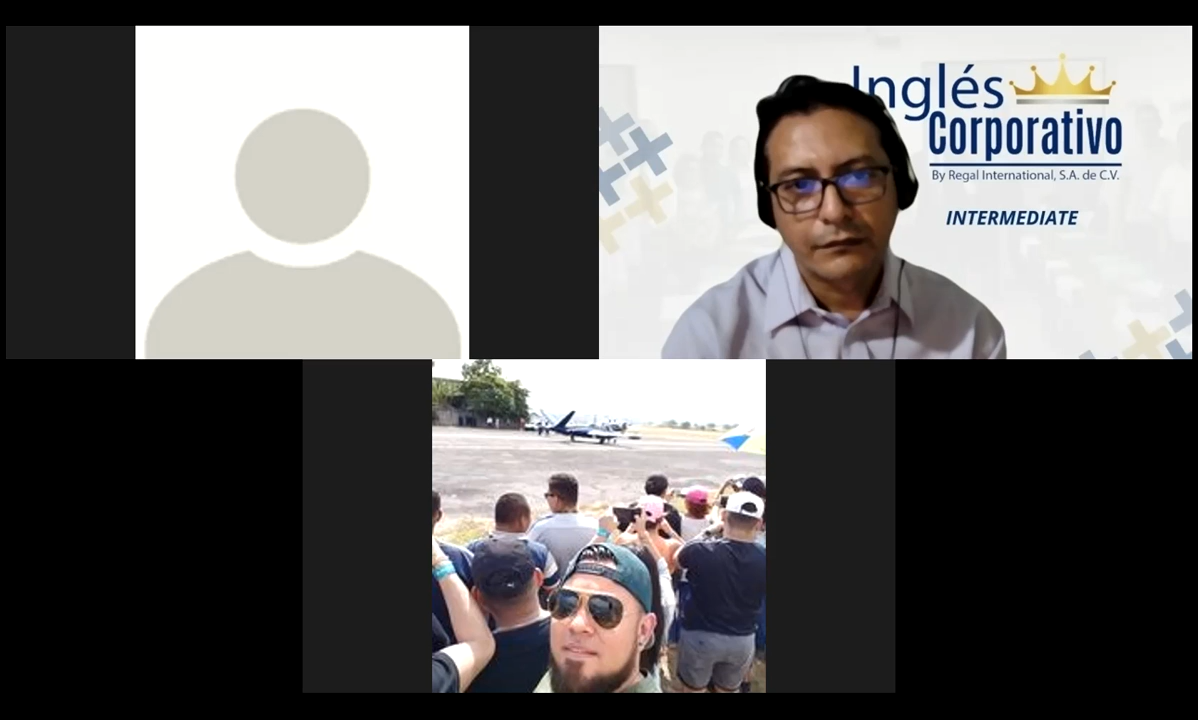 Inglés
Corporativo
By Regal International, S.A. de C.V.
INTERMEDIATE